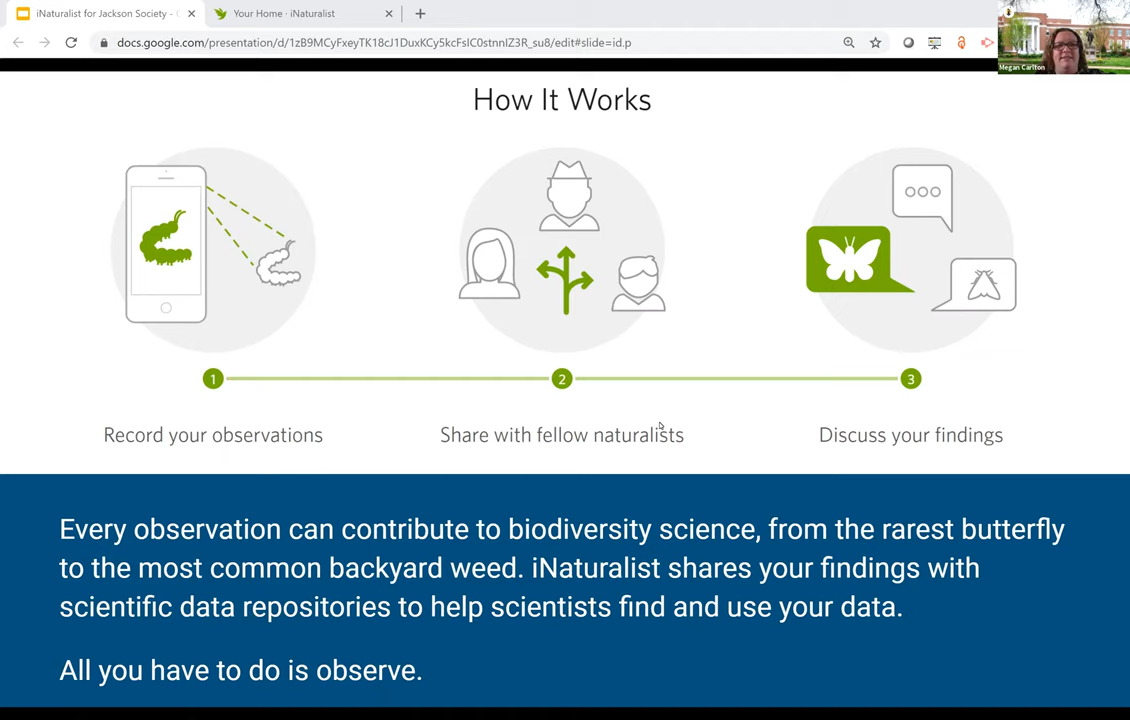 iNaturalist for Jackson Society - 
Your Home · iNaturalist
docs.google.com/presentation/d/1zB9MCyFxeyTK18cJ1DuxKCy5kcFsIC0stnnIZ3R_su8/edit#slide=id.p
Megan Carlton
How It Works
1
2
3
Record your observations
Share with fellow naturalists
Discuss your findings
Every observation can contribute to biodiversity science, from the rarest butterfly
to the most common backyard weed. iNaturalist shares your findings with
scientific data repositories to help scientists find and use your data.
All you have to do is observe.